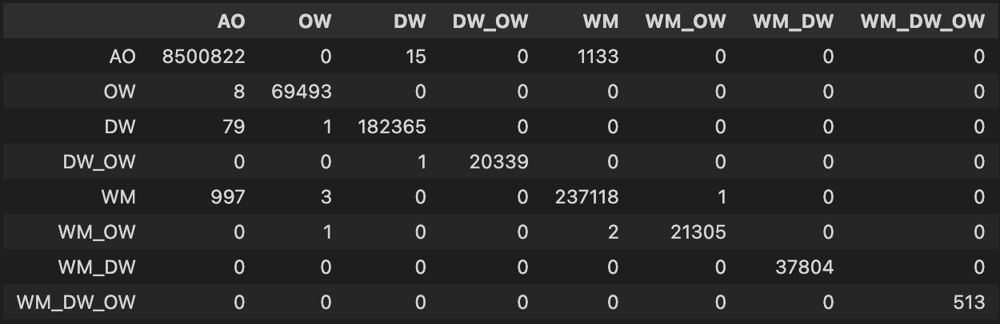 AO OW DW DW_OW WM WM_OW WM_DW WM_DW_OW
AO 8500822 0 15 0 1133 0 0 0
OW 8 69493 0 0 0 0 0 0
DW 79 1 182365 0 0 0 0 0
DW_OW 0 0 1 20339 0 0 0 0
WM 997 3 0 0 237118 1 0 0
WM_OW 0 1 0 0 2 21305 0 0
WM_DW 0 0 0 0 0 0 37804 0
WM_DW_OW 0 0 0 0 0 0 0 513